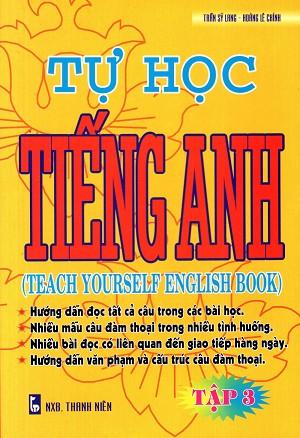 TRẦN SỸ LANG - HOÀNG LÊ CHÍNH
TỰ HỌC
TIẾNG ANH
(TEACH YOURSELF ENGLISH BOOK)
★ Hướng dẫn đọc tất cả câu trong các bài học.
★ Nhiều mẫu câu đàm thoại trong nhiều tình huống.
★ Nhiều bài đọc có liên quan đến giao tiếp hàng ngày.
★ Hướng dẫn văn phạm và cấu trúc câu đàm thoại.
TẬP 3
NXB. THANH NIÊN